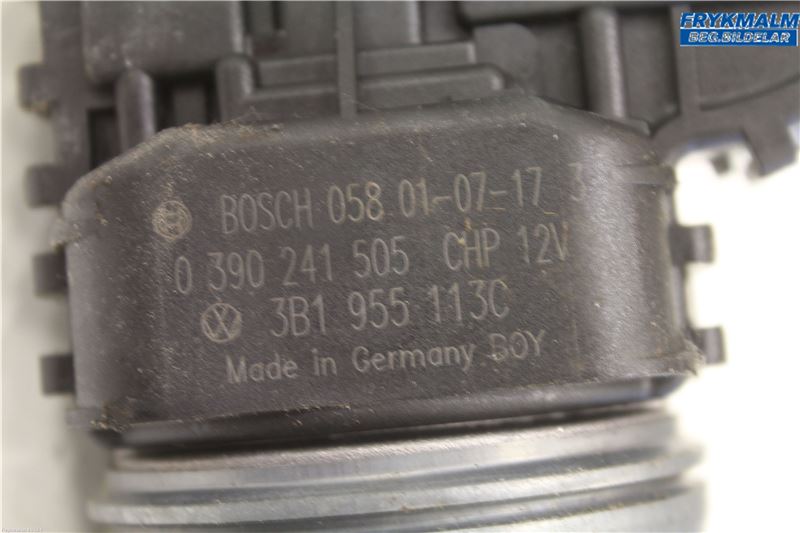 FRYKMALM
BEG.BILDELAR
BOSCH 058 01-07-17 3
0 390 241 505 CHP 12V
3B1 955 113C
Made in Germany BOY